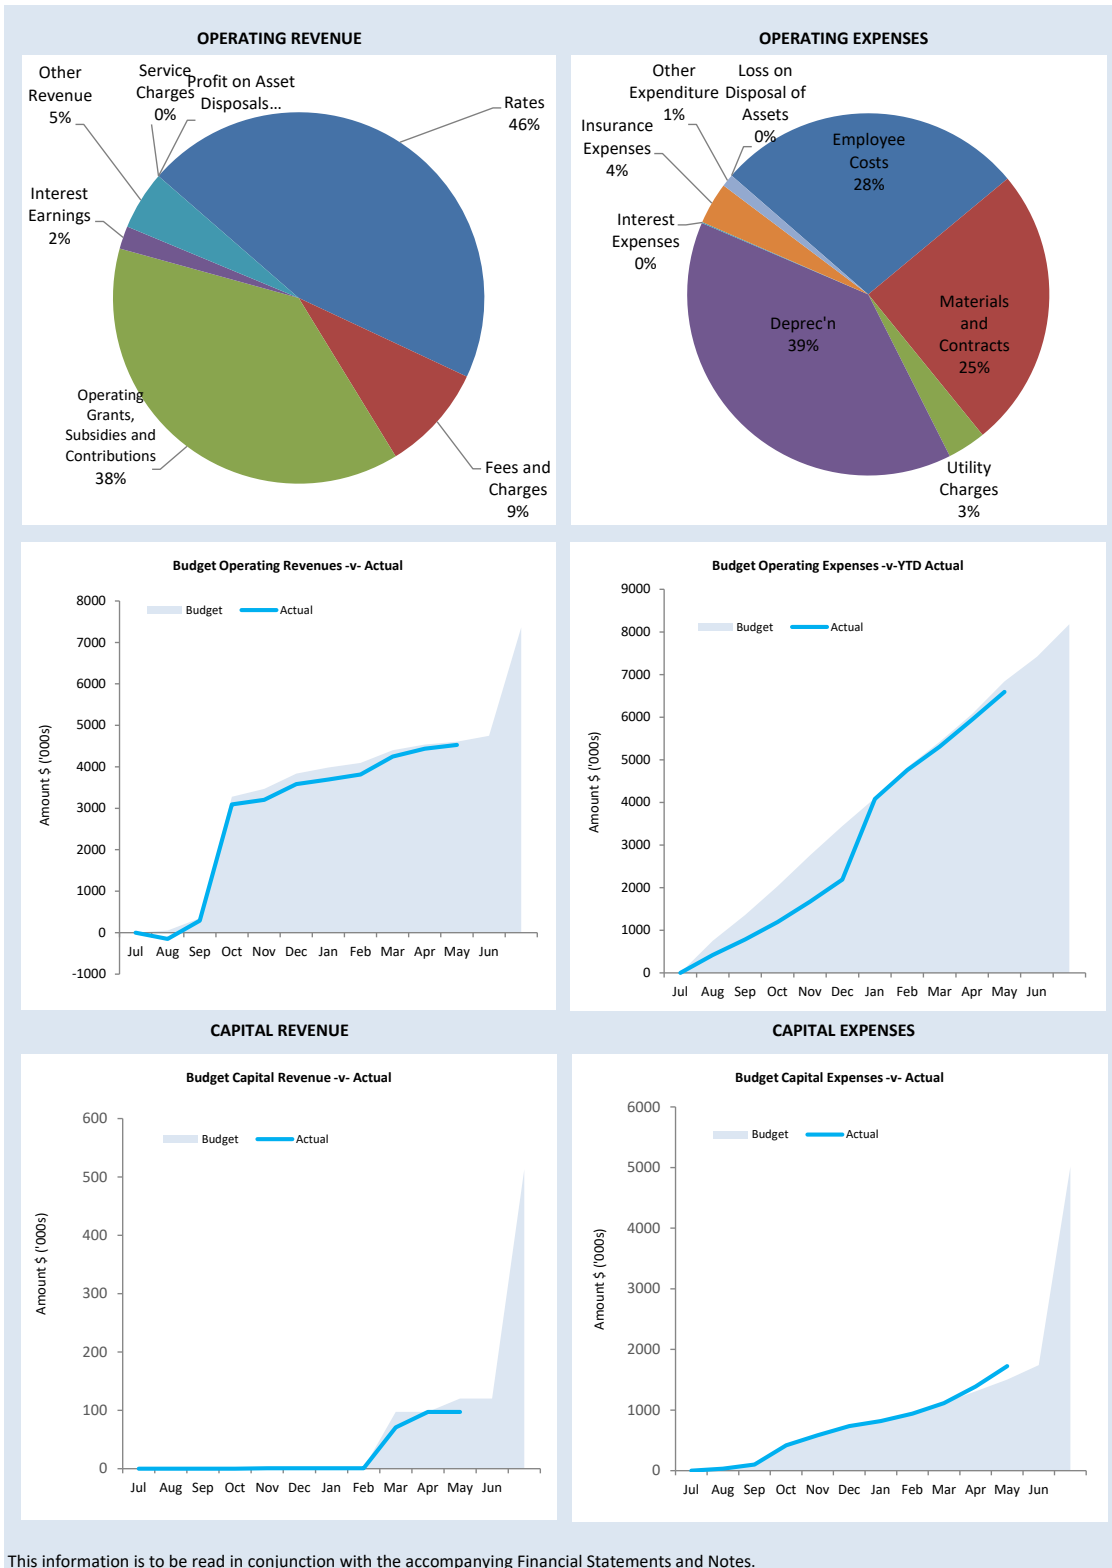 OPERATING REVENUE
Other
Revenue
5%
Service
Charges
0%
Profit on Asset
Disposals...
Rates
46%
Interest
Earnings
2%
Operating
Grants,
Subsidies and
Contributions
38%
Fees and
Charges
9%
OPERATING EXPENSES
Other
Expenditure
1%
Loss on
Disposal of
Assets
0%
Insurance
Expenses
4%
Employee
Costs
28%
Interest
Expenses
0%
Deprec'n
39%
Materials
and
Contracts
25%
Utility
Charges
3%
Budget Operating Revenues -v- Actual
Budget Actual
Amount $ ('000s)
8000
7000
6000
5000
4000
3000
2000
1000
0
-1000
Jul Aug Sep Oct Nov Dec Jan Feb Mar Apr May Jun
Budget Operating Expenses -v-YTD Actual
Budget Actual
Amount $ ('000s)
9000
8000
7000
6000
5000
4000
3000
2000
1000
0
Jul Aug Sep Oct Nov Dec Jan Feb Mar Apr May Jun
CAPITAL REVENUE
Budget Capital Revenue -v- Actual
Budget Actual
Amount $ ('000s)
600
500
400
300
200
100
0
Jul Aug Sep Oct Nov Dec Jan Feb Mar Apr May Jun
CAPITAL EXPENSES
Budget Capital Expenses -v- Actual
Budget Actual
Amount $ ('000s)
6000
5000
4000
3000
2000
1000
0
Jul Aug Sep Oct Nov Dec Jan Feb Mar Apr May Jun
This information is to be read in conjunction with the accompanying Financial Statements and Notes.